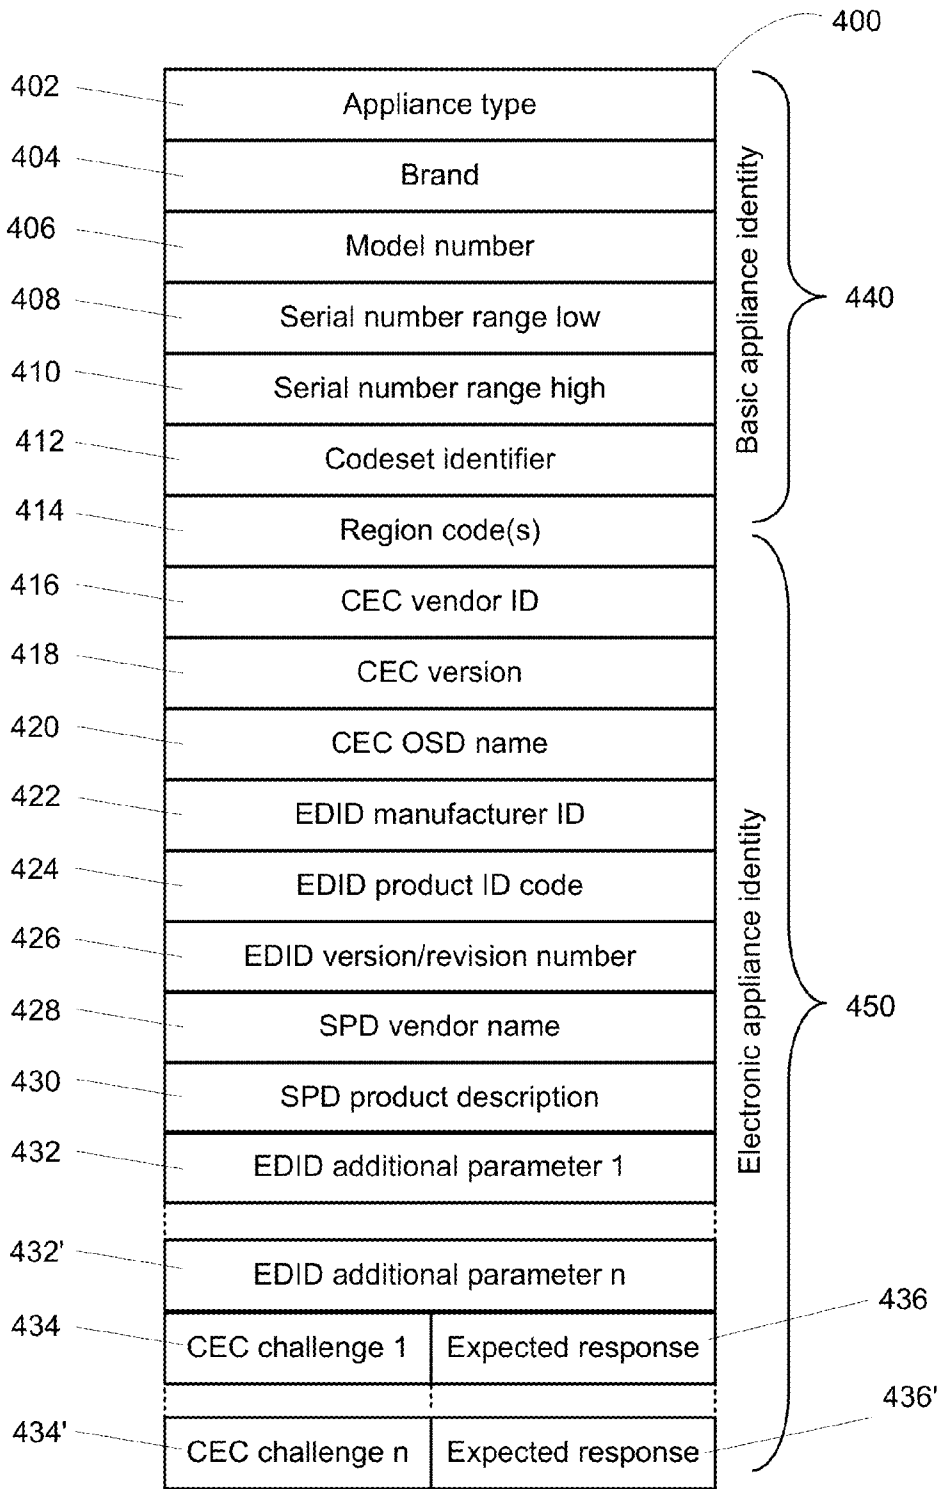 400
402 Appliance type
404 Brand
406 Model number
408 Serial number range low
410 Serial number range high
412 Codeset identifier
Basic appliance identity
440
414 Region code(s)
416 CEC vendor ID
418 CEC version
420 CEC OSD name
422 EDID manufacturer ID
424 EDID product ID code
426 EDID version/revision number
428 SPD vendor name
430 SPD product description
432 EDID additional parameter 1
Electronic appliance identity
450
432' EDID additional parameter n
434 CEC challenge 1 Expected response 436
434' CEC challenge n Expected response 436'